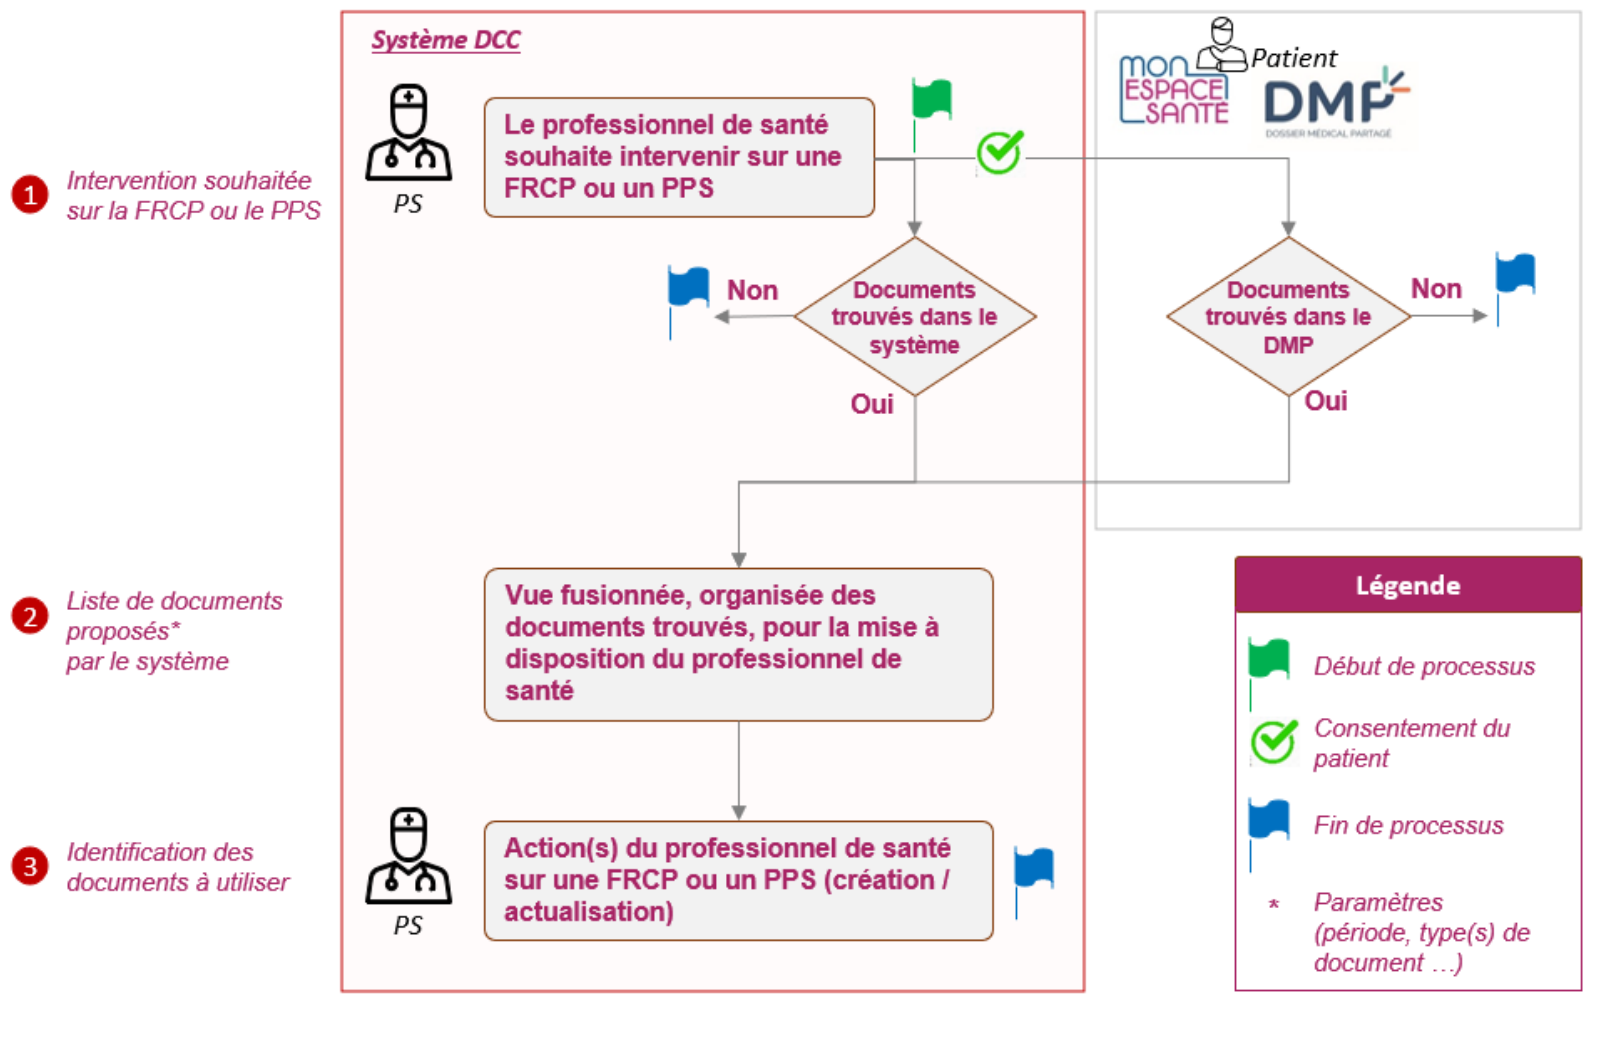 Système DCC
Patient
mon
ESPACE
SANTÉ
DMP
DOSSIER MÉDICAL PARTAGÉ
Le professionnel de santé
souhaite intervenir sur une
FRCP ou un PPS
PS
1
Intervention souhaitée
sur la FRCP ou le PPS
Non
Documents
trouvés dans le
système
Oui
Documents
trouvés dans le
DMP
Non
Oui
2
Liste de documents
proposés*
par le système
Vue fusionnée, organisée des
documents trouvés, pour la mise à
disposition du professionnel de
santé
3
Identification des
documents à utiliser
PS
Action(s) du professionnel de santé
sur une FRCP ou un PPS (création /
actualisation)
Légende
Début de processus
Consentement du
patient
Fin de processus
* Paramètres
(période, type(s) de
document …)